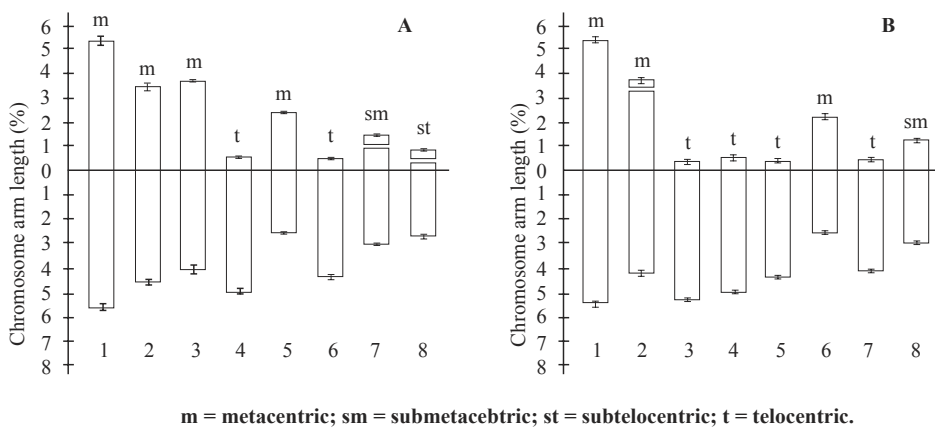 A
Chromosome arm length (%)
6
5
4
3
2
1
0
1
2
3
4
5
6
7
8
m
m
m
t
m
t
sm
st
1 2 3 4 5 6 7 8
B
Chromosome arm length (%)
6
5
4
3
2
1
0
1
2
3
4
5
6
7
8
m
m
t
t
t
m
t
sm
1 2 3 4 5 6 7 8
m = metacentric; sm = submetacebtric; st = subtelocentric; t = telocentric.